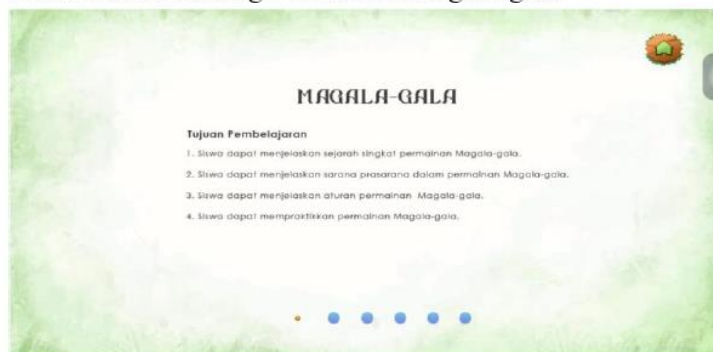 MAGALA-GALA
Tujuan Pembelajaran
1. Siswa dapat menjelaskan sejarah singkat permainan Magala-gala.
2. Siswa dapat menjelaskan sarana prasarana dalam permainan Magala-gala.
3. Siswa dapat menjelaskan aturan permainan Magala-gala.
4. Siswa dapat mempraktikkan permainan Magala-gala.